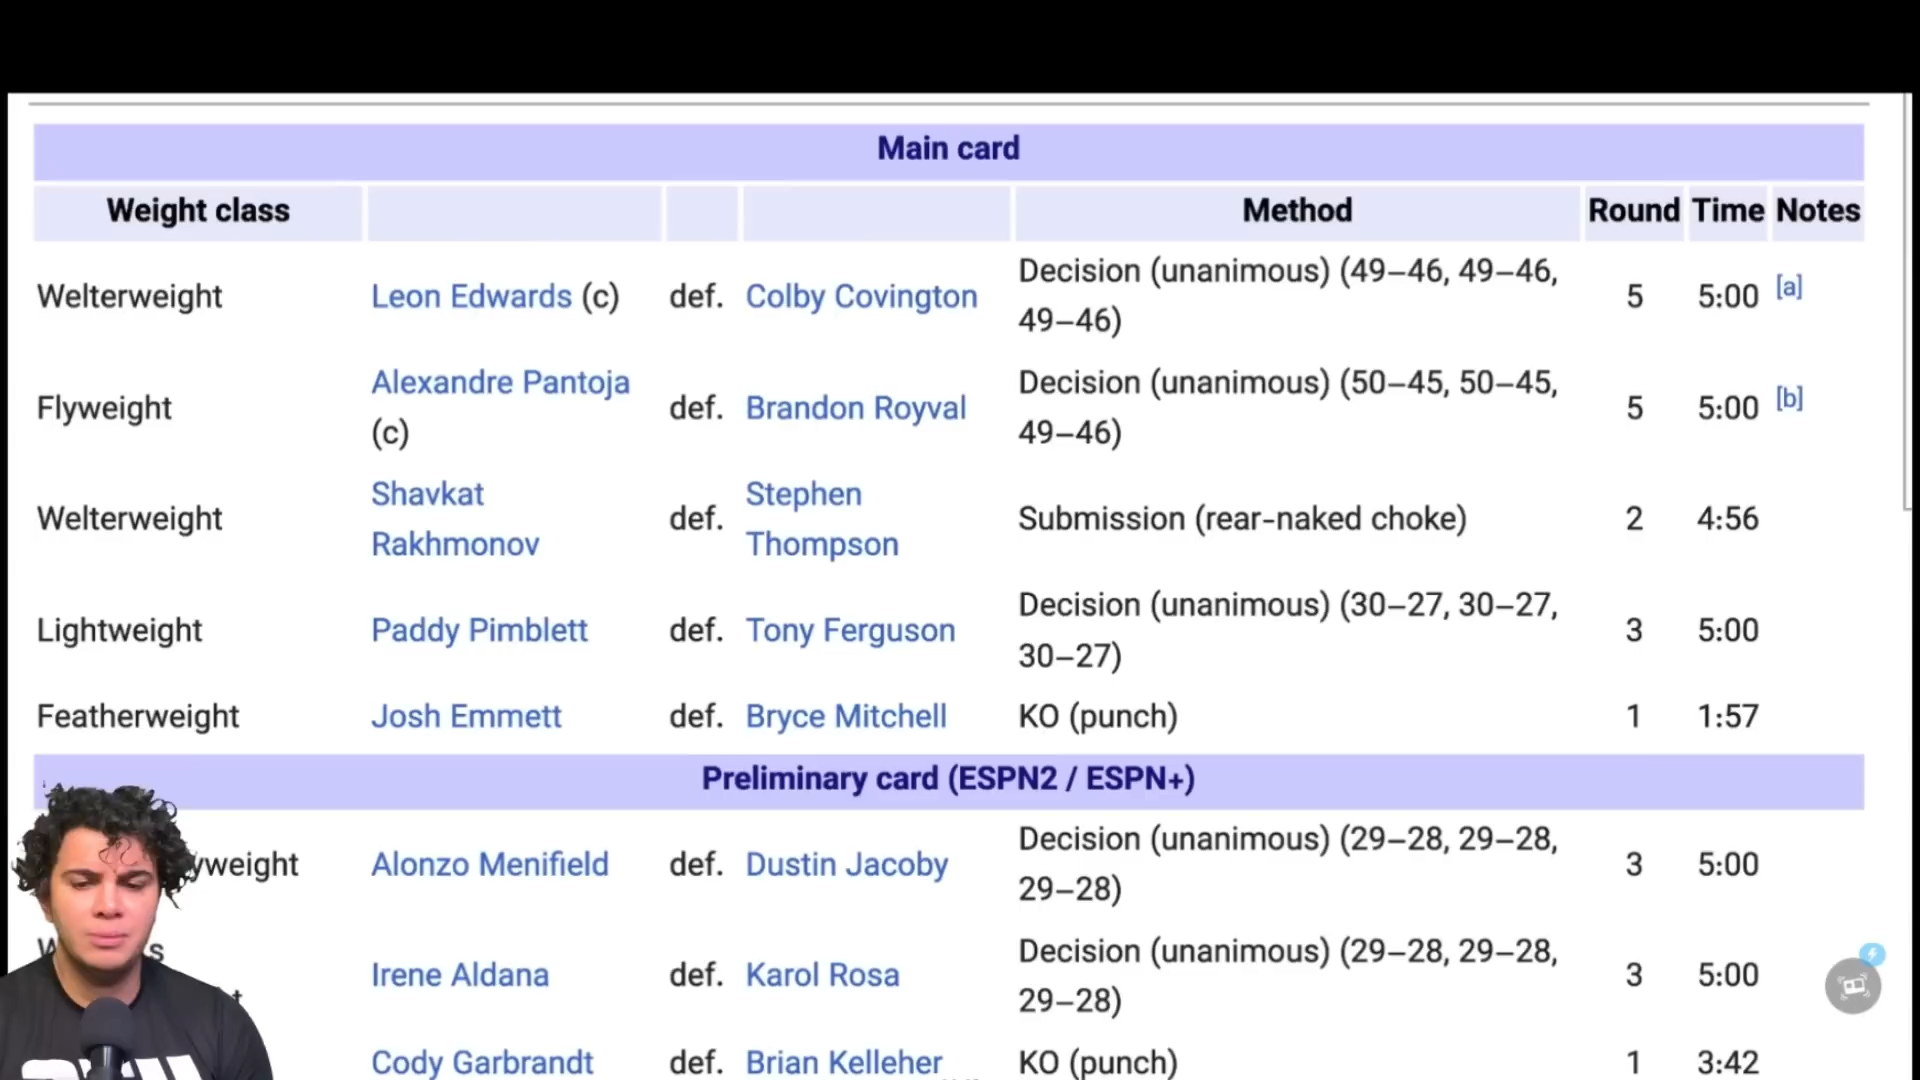 Main card
Weight class Method Round Time Notes
Welterweight Leon Edwards (c) def. Colby Covington Decision (unanimous) (49–46, 49–46, 49–46) 5 5:00 [a]
Flyweight Alexandre Pantoja (c) def. Brandon Royval Decision (unanimous) (50–45, 50–45, 49–46) 5 5:00 [b]
Welterweight Shavkat Rakhmonov def. Stephen Thompson Submission (rear-naked choke) 2 4:56
Lightweight Paddy Pimblett def. Tony Ferguson Decision (unanimous) (30–27, 30–27, 30–27) 3 5:00
Featherweight Josh Emmett def. Bryce Mitchell KO (punch) 1 1:57
Preliminary card (ESPN2 / ESPN+)
yweight Alonzo Menifield def. Dustin Jacoby Decision (unanimous) (29–28, 29–28, 29–28) 3 5:00
Irene Aldana def. Karol Rosa Decision (unanimous) (29–28, 29–28, 29–28) 3 5:00
Cody Garbrandt def. Brian Kelleher KO (punch) 1 3:42